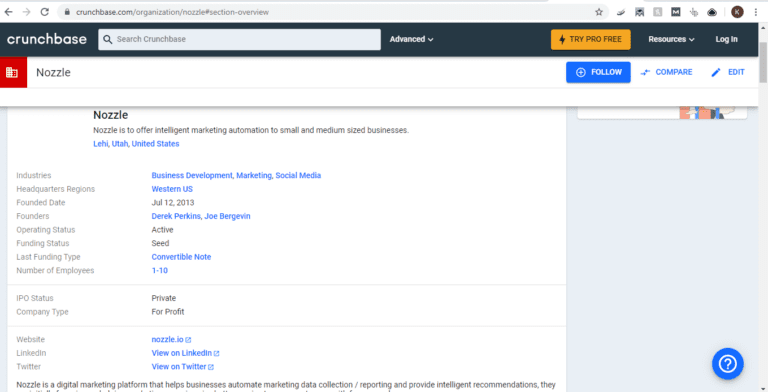 crunchbase.com/organization/nozzle#section-overview
K
crunchbase
Search Crunchbase
Advanced
TRY PRO FREE
Resources
Log In
Nozzle
FOLLOW
COMPARE
EDIT
Nozzle
Nozzle is to offer intelligent marketing automation to small and medium sized businesses.
Lehi, Utah, United States
Industries Business Development, Marketing, Social Media
Headquarters Regions Western US
Founded Date Jul 12, 2013
Founders Derek Perkins, Joe Bergevin
Operating Status Active
Funding Status Seed
Last Funding Type Convertible Note
Number of Employees 1-10
IPO Status Private
Company Type For Profit
Website nozzle.io
LinkedIn View on LinkedIn
Twitter View on Twitter
Nozzle is a digital marketing platform that helps businesses automate marketing data collection / reporting and provide intelligent recommendations, they